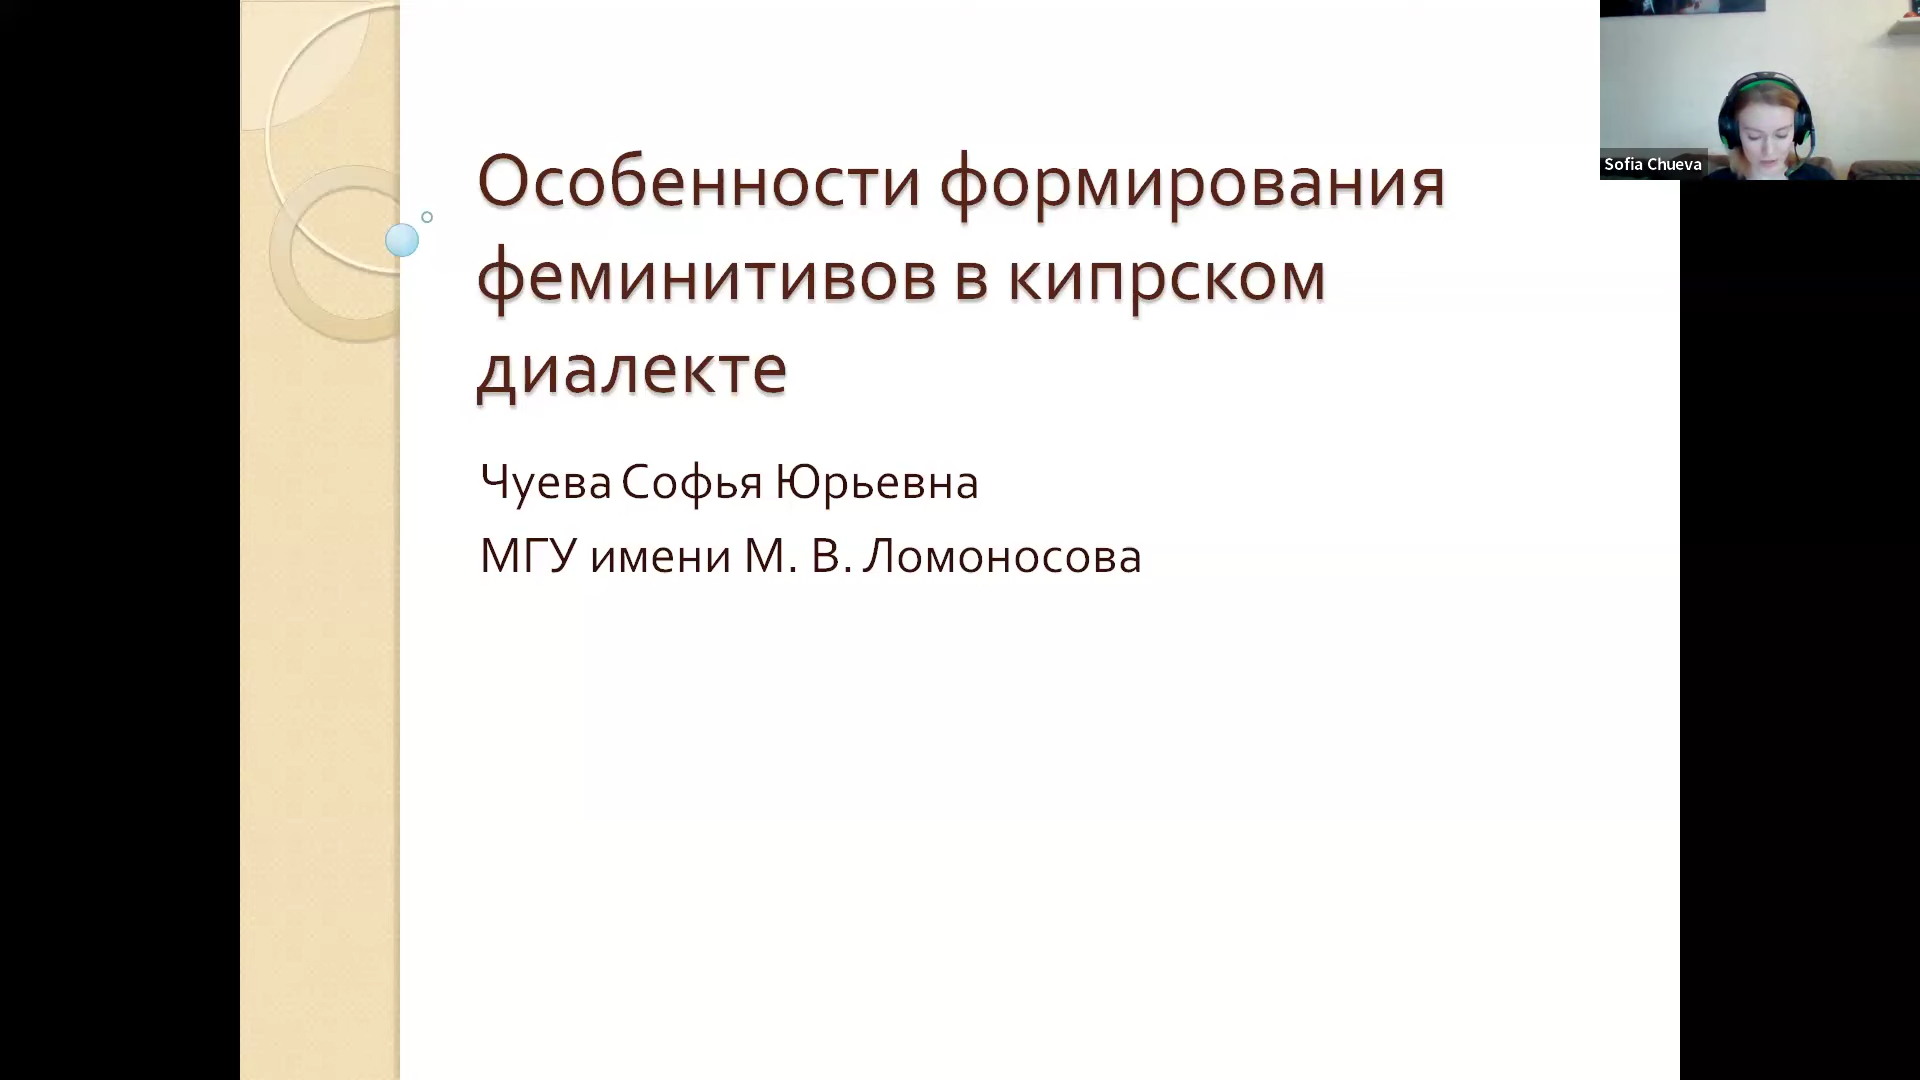 Особенности формирования
феминитивов в кипрском
диалекте
Чуева Софья Юрьевна
МГУ имени М. В. Ломоносова
Sofia Chueva